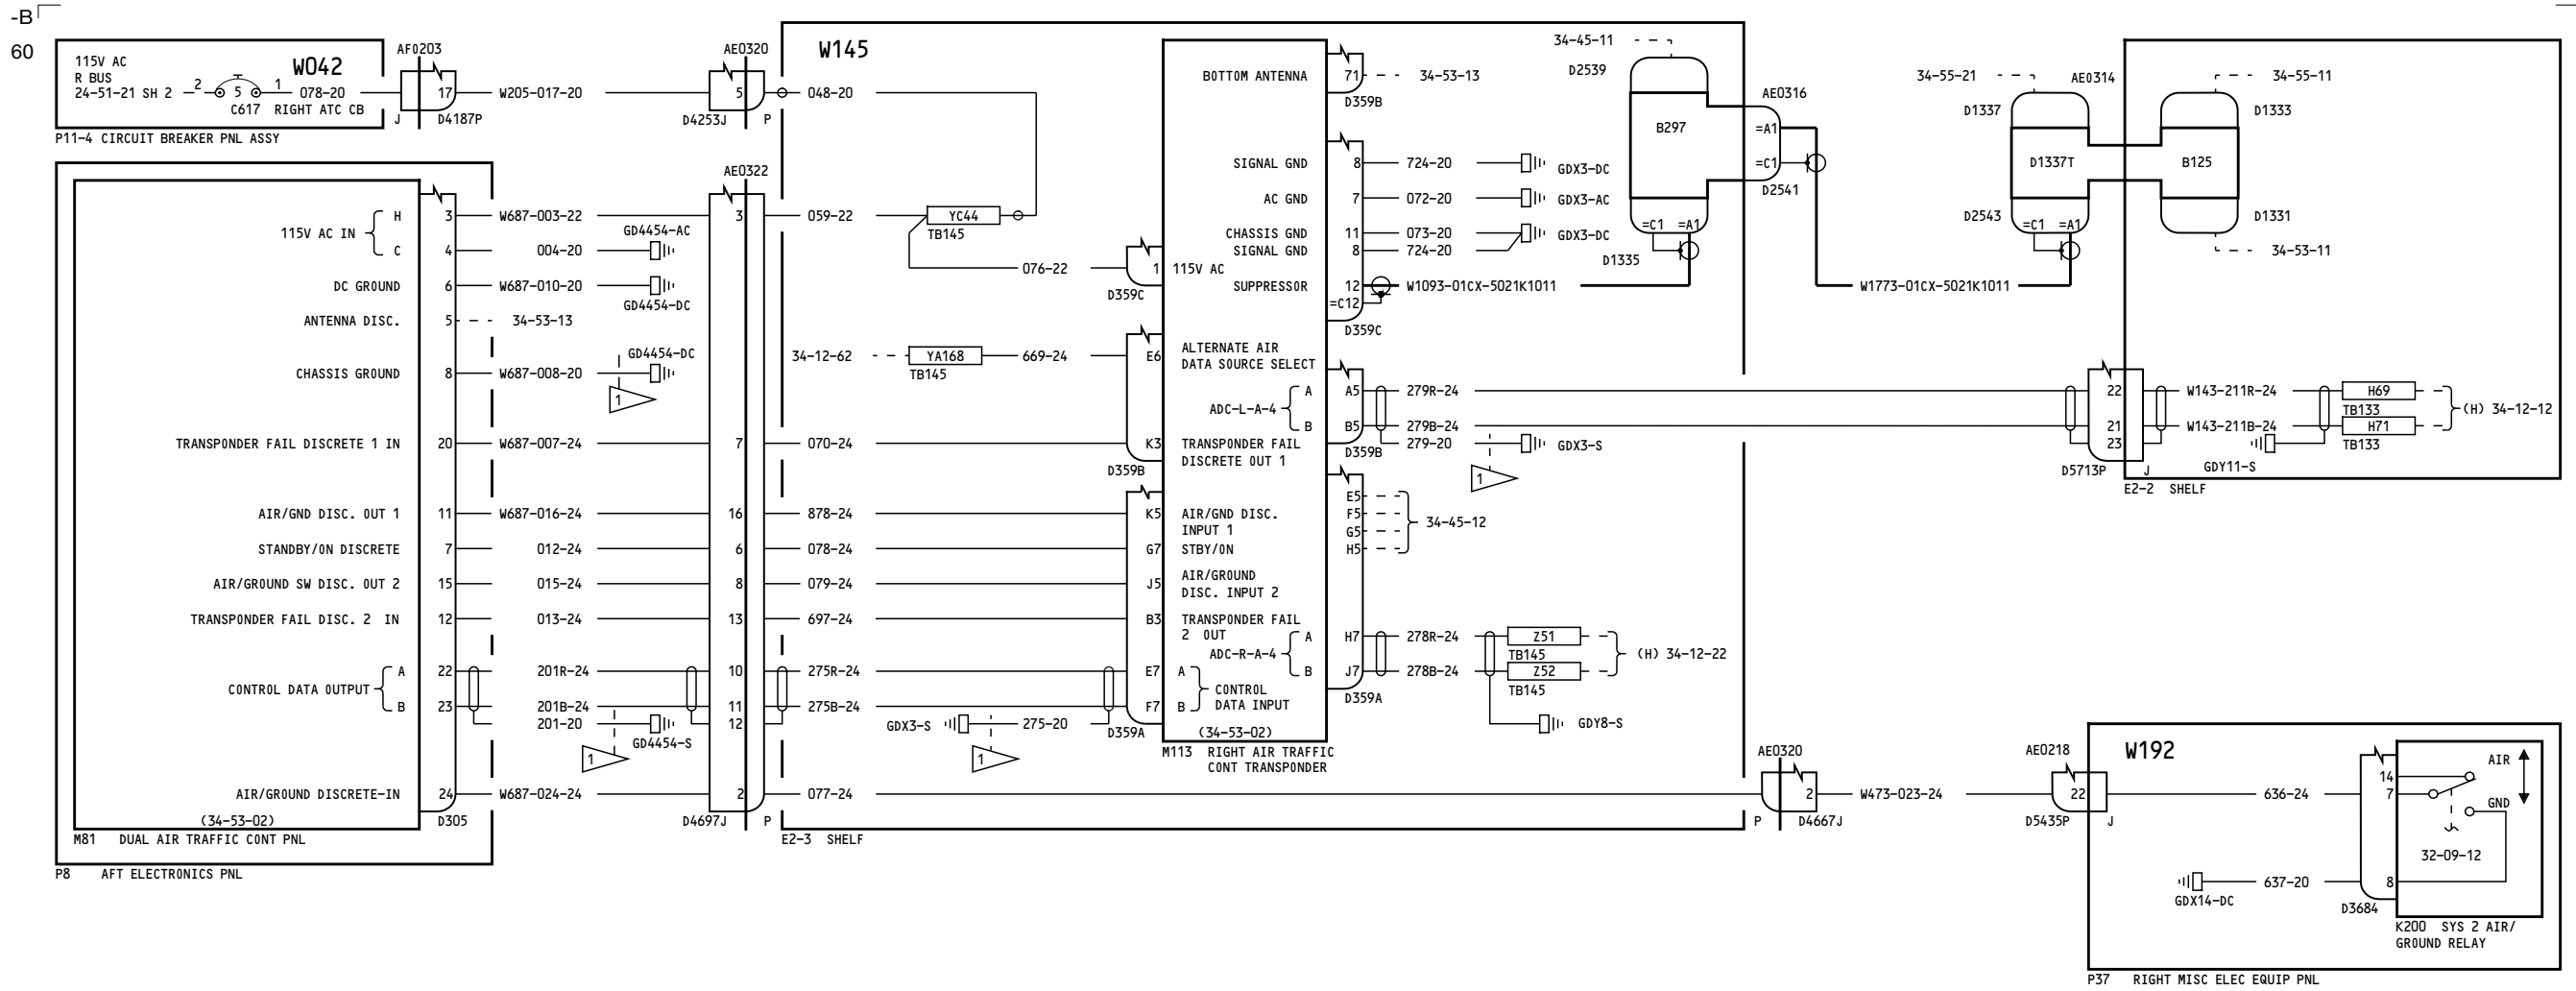 -B
60
115V AC
R BUS
24-51-21 SH 2
W042
2
5
1
078-20
C617
RIGHT ATC CB
P11-4 CIRCUIT BREAKER PNL ASSY
AF0203
17
J
D4187P
W205-017-20
AE0320
5
D4253J
P
W145
048-20
115V AC IN
H
3
W687-003-22
C
4
004-20
GD4454-AC
DC GROUND
6
W687-010-20
GD4454-DC
ANTENNA DISC.
5
34-53-13
CHASSIS GROUND
8
W687-008-20
GD4454-DC
1
TRANSPONDER FAIL DISCRETE 1 IN
20
W687-007-24
AIR/GND DISC. OUT 1
11
W687-016-24
STANDBY/ON DISCRETE
7
012-24
AIR/GROUND SW DISC. OUT 2
15
015-24
TRANSPONDER FAIL DISC. 2 IN
12
013-24
CONTROL DATA OUTPUT
A
22
201R-24
B
23
201B-24
201-20
GD4454-S
1
AIR/GROUND DISCRETE-IN
24
W687-024-24
(34-53-02)
D305
M81 DUAL AIR TRAFFIC CONT PNL
P8 AFT ELECTRONICS PNL
AE0322
3
059-22
YC44
TB145
076-22
1
115V AC
D359C
34-12-62
YA168
TB145
669-24
E6
ALTERNATE AIR
DATA SOURCE SELECT
7
070-24
K3
TRANSPONDER FAIL
DISCRETE OUT 1
D359B
16
878-24
K5
AIR/GND DISC.
INPUT 1
6
078-24
G7
STBY/ON
8
079-24
J5
AIR/GROUND
DISC. INPUT 2
13
697-24
B3
TRANSPONDER FAIL
2 OUT
10
275R-24
E7
A
11
275B-24
F7
B
CONTROL
DATA INPUT
12
GDX3-S
275-20
1
D359A
(34-53-02)
M113 RIGHT AIR TRAFFIC
CONT TRANSPONDER
2
077-24
D4697J
P
E2-3 SHELF
BOTTOM ANTENNA
71
34-53-13
D359B
SIGNAL GND
8
724-20
GDX3-DC
AC GND
7
072-20
GDX3-AC
CHASSIS GND
11
073-20
GDX3-DC
SIGNAL GND
8
724-20
SUPPRESSOR
12
W1093-01CX-5021K1011
=C12
D359C
ADC-L-A-4
A
A5
279R-24
B
B5
279B-24
279-20
GDX3-S
D359B
1
E5
F5
G5
H5
34-45-12
ADC-R-A-4
A
H7
278R-24
Z51
TB145
B
J7
278B-24
Z52
TB145
(H) 34-12-22
D359A
GDY8-S
34-45-11
D2539
B297
AE0316
=A1
=C1
D2541
=C1
=A1
D1335
W1773-01CX-5021K1011
34-55-21
AE0314
D1337
D1337T
D2543
=C1
=A1
34-55-11
D1333
B125
D1331
34-53-11
22
W143-211R-24
H69
TB133
21
W143-211B-24
H71
TB133
23
(H) 34-12-12
D5713P
J
GDY11-S
E2-2 SHELF
AE0320
2
P
D4667J
W473-023-24
AE0218
22
D5435P
J
W192
636-24
14
7
AIR
GND
32-09-12
GDX14-DC
637-20
8
D3684
K200 SYS 2 AIR/
GROUND RELAY
P37 RIGHT MISC ELEC EQUIP PNL